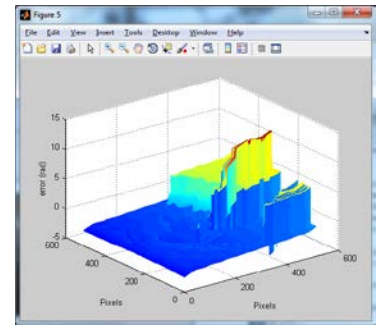 Figure 5
File Edit View Insert Tools Desktop Window Help
15
10
5
0
-5
error (rad)
600
400
200
0
Pixels
0
200
400
600
Pixels